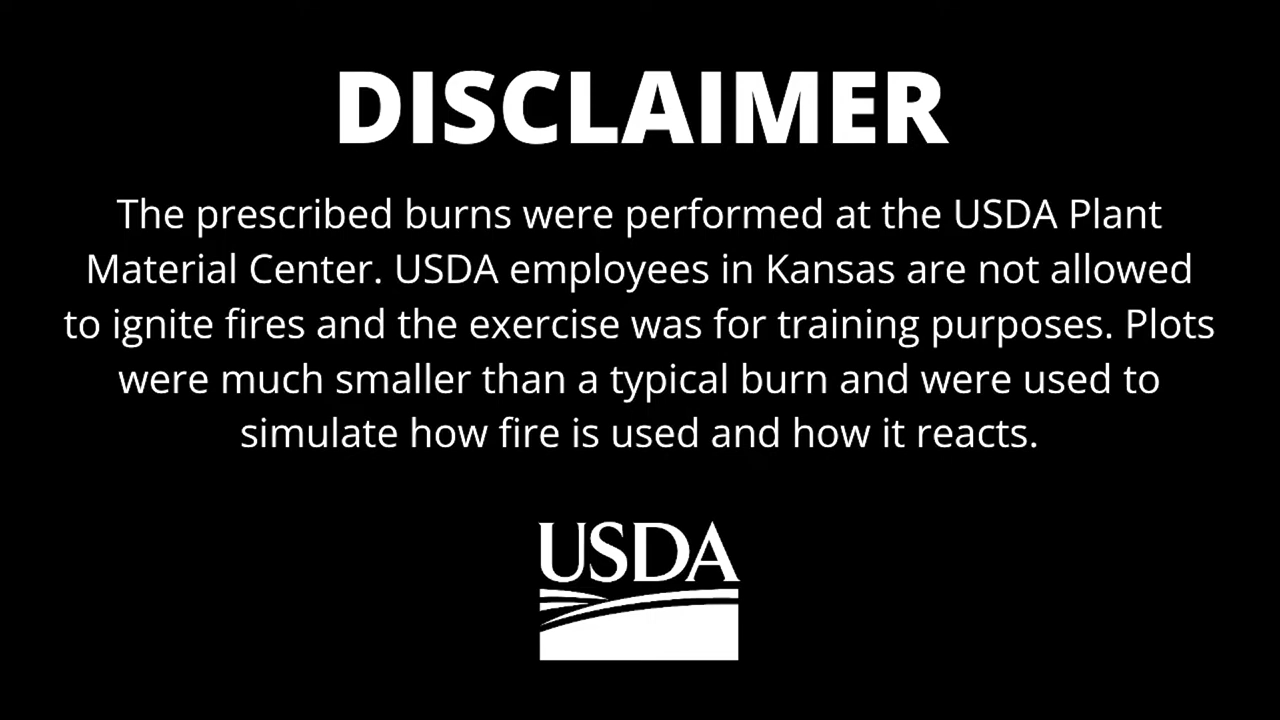 DISCLAIMER
The prescribed burns were performed at the USDA Plant
Material Center. USDA employees in Kansas are not allowed
to ignite fires and the exercise was for training purposes. Plots
were much smaller than a typical burn and were used to
simulate how fire is used and how it reacts.
USDA